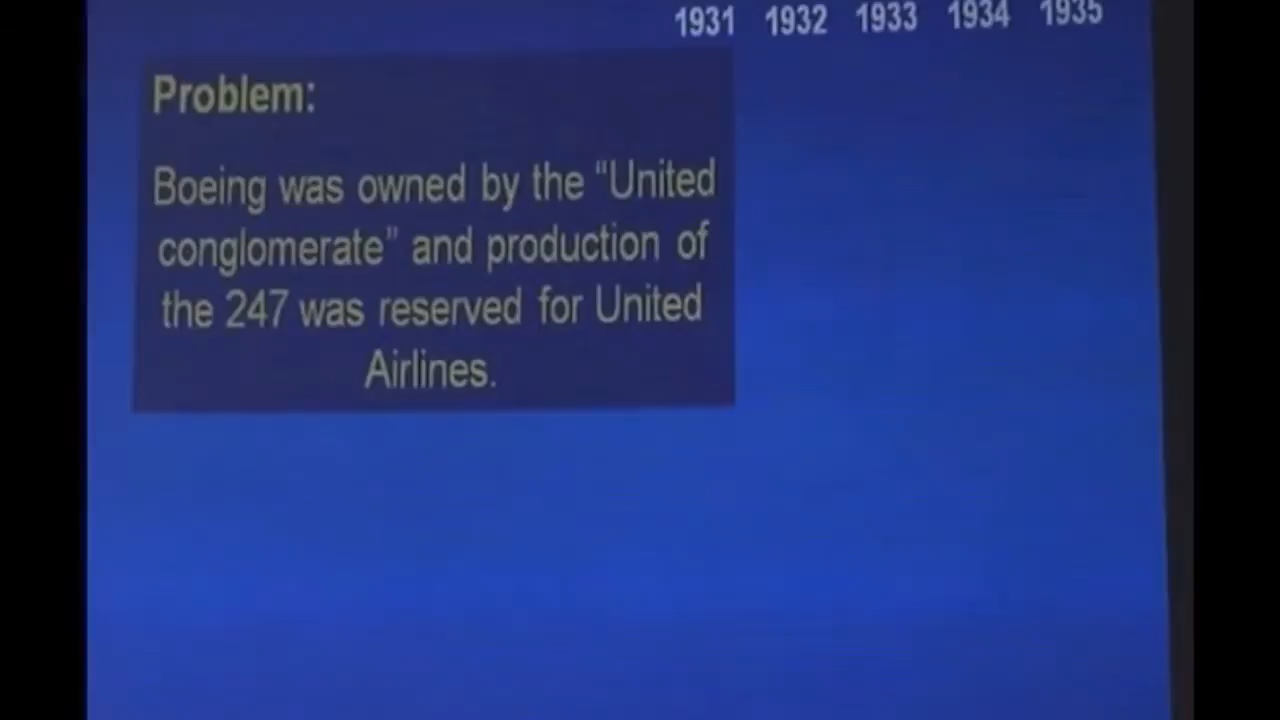 1931 1932 1933 1934 1935
Problem:
Boeing was owned by the “United
conglomerate” and production of
the 247 was reserved for United
Airlines.